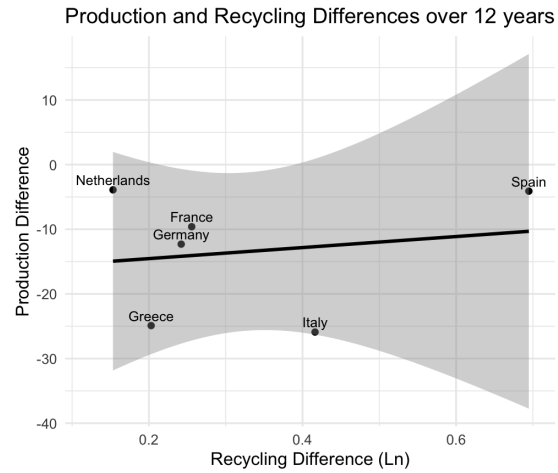 Production and Recycling Differences over 12 years
Production Difference
10
0
-10
-20
-30
-40
Netherlands
Spain
France
Germany
Greece
Italy
0.2
0.4
0.6
Recycling Difference (Ln)